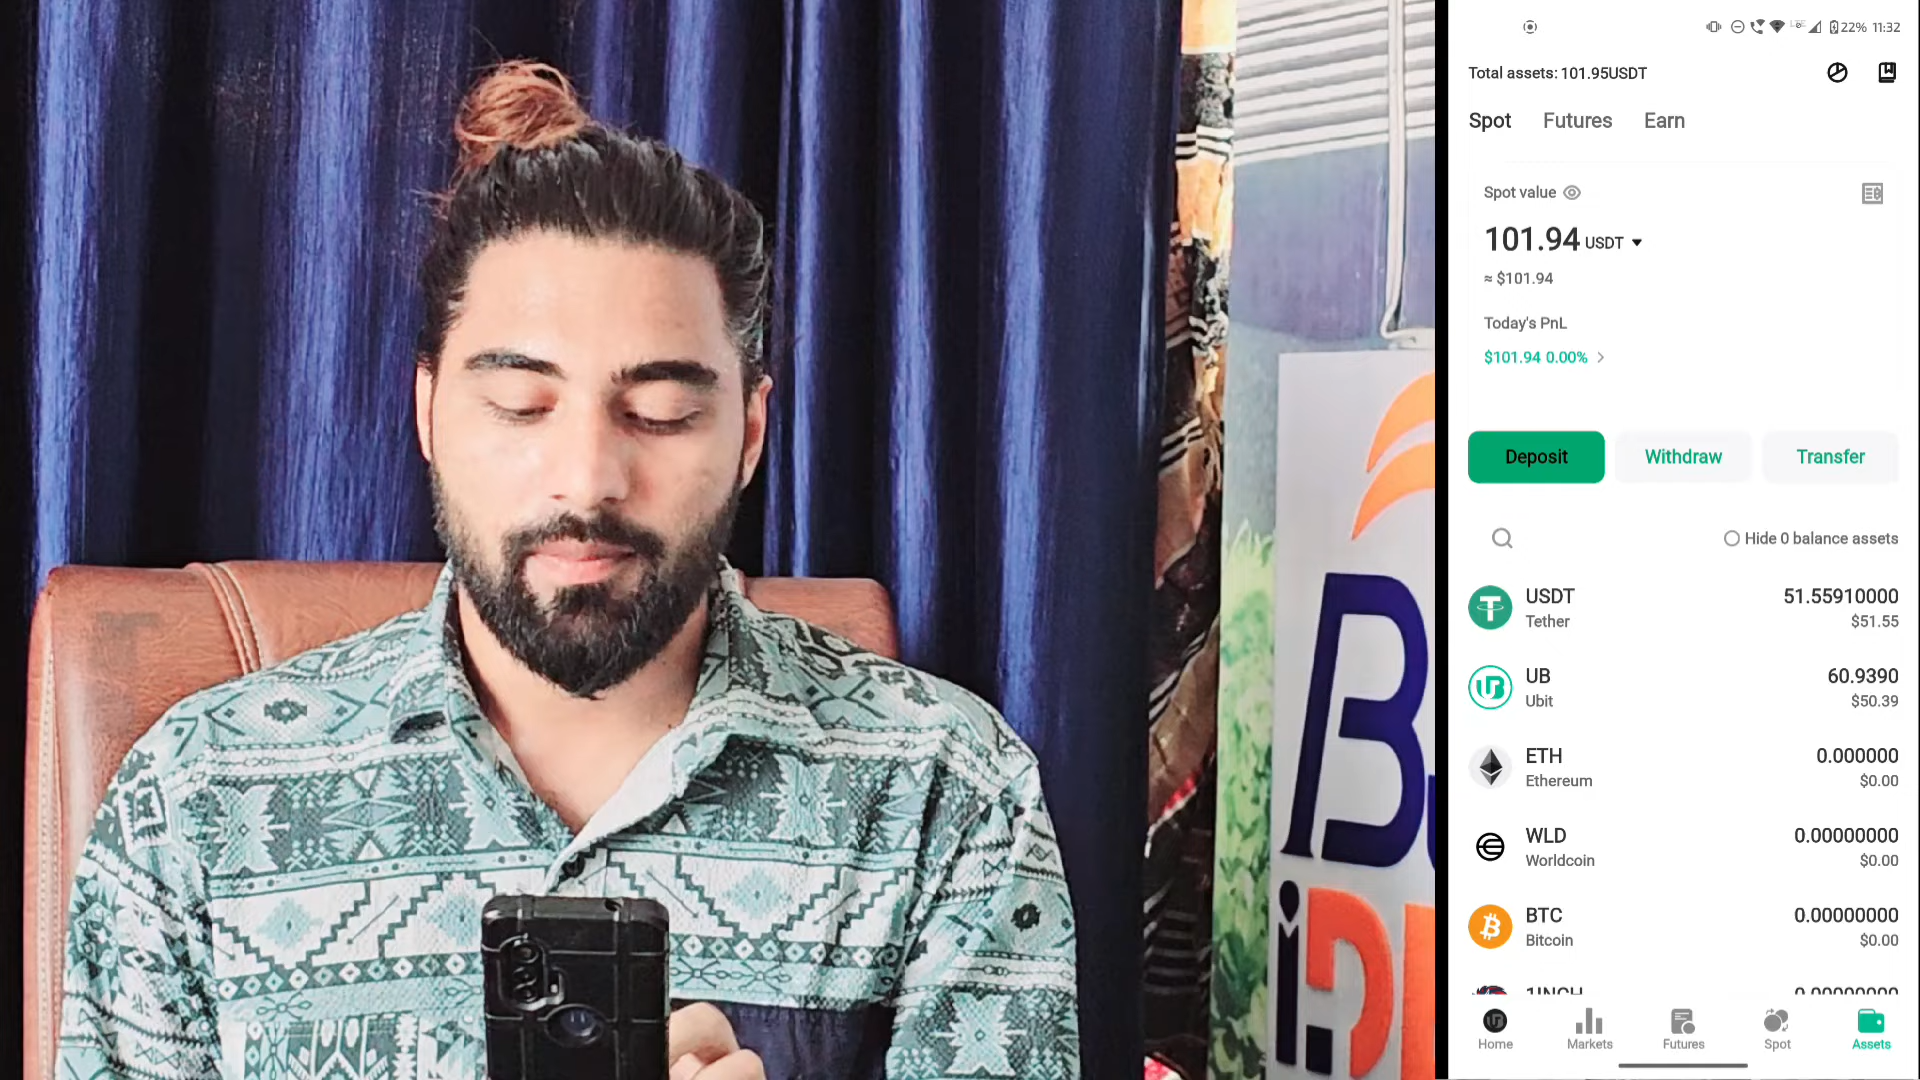 22% 11:32
Total assets: 101.95USDT
Spot Futures Earn
Spot value
101.94 USDT
≈ $101.94
Today's PnL
$101.94 0.00%
Deposit Withdraw Transfer
Hide 0 balance assets
USDT 51.55910000
Tether $51.55
UB 60.9390
Ubit $50.39
ETH 0.000000
Ethereum $0.00
WLD 0.00000000
Worldcoin $0.00
BTC 0.00000000
Bitcoin $0.00
1INCH 0.00000000
Home Markets Futures Spot Assets